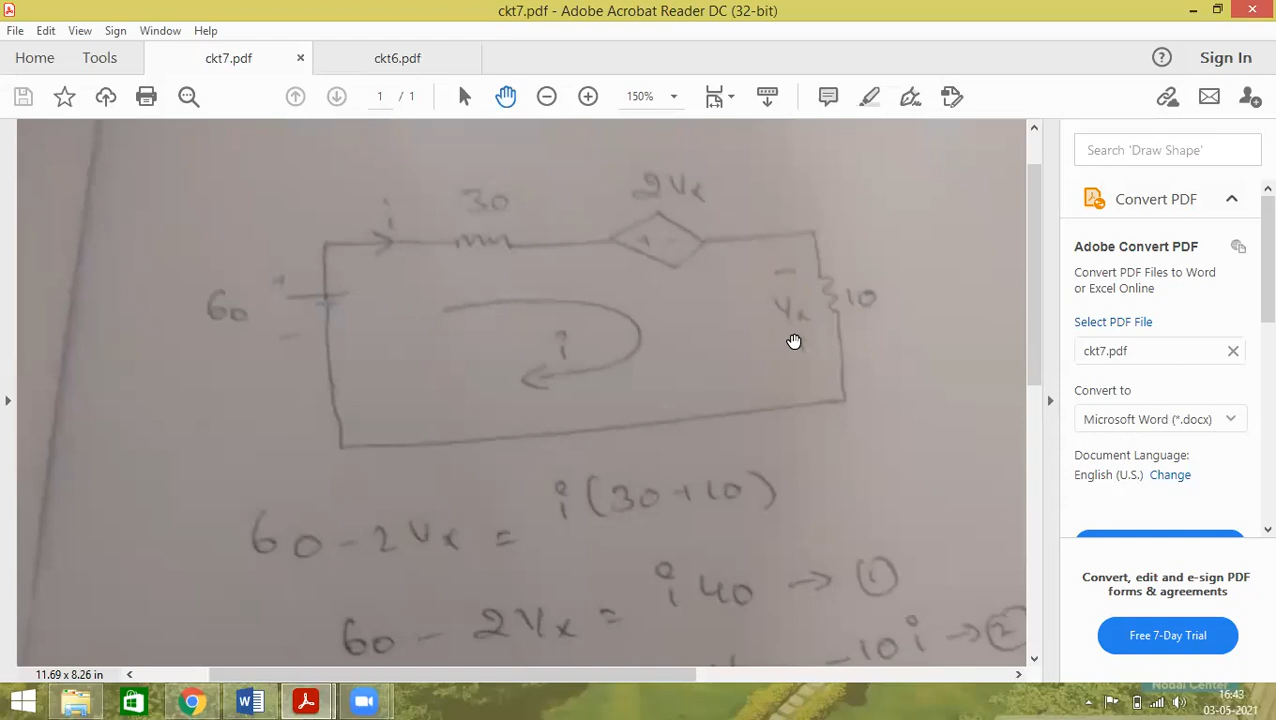 ckt7.pdf - Adobe Acrobat Reader DC (32-bit)
File Edit View Sign Window Help
Home Tools ckt7.pdf × ckt6.pdf ? Sign In
1 / 1 150%
Search 'Draw Shape'
Convert PDF
Adobe Convert PDF
Convert PDF Files to Word
or Excel Online
Select PDF File
ckt7.pdf
Convert to
Microsoft Word (*.docx)
Document Language:
English (U.S.) Change
Convert, edit and e-sign PDF
forms & agreements
Free 7-Day Trial
i 30 2Vx
+ -
+ 60 -
i
- Vx 10
60 - 2Vx = i(30+10)
60 - 2Vx = i40 → ①
-10i → ②
11.69 x 8.26 in
Nodal Center
16:43
03-05-2021